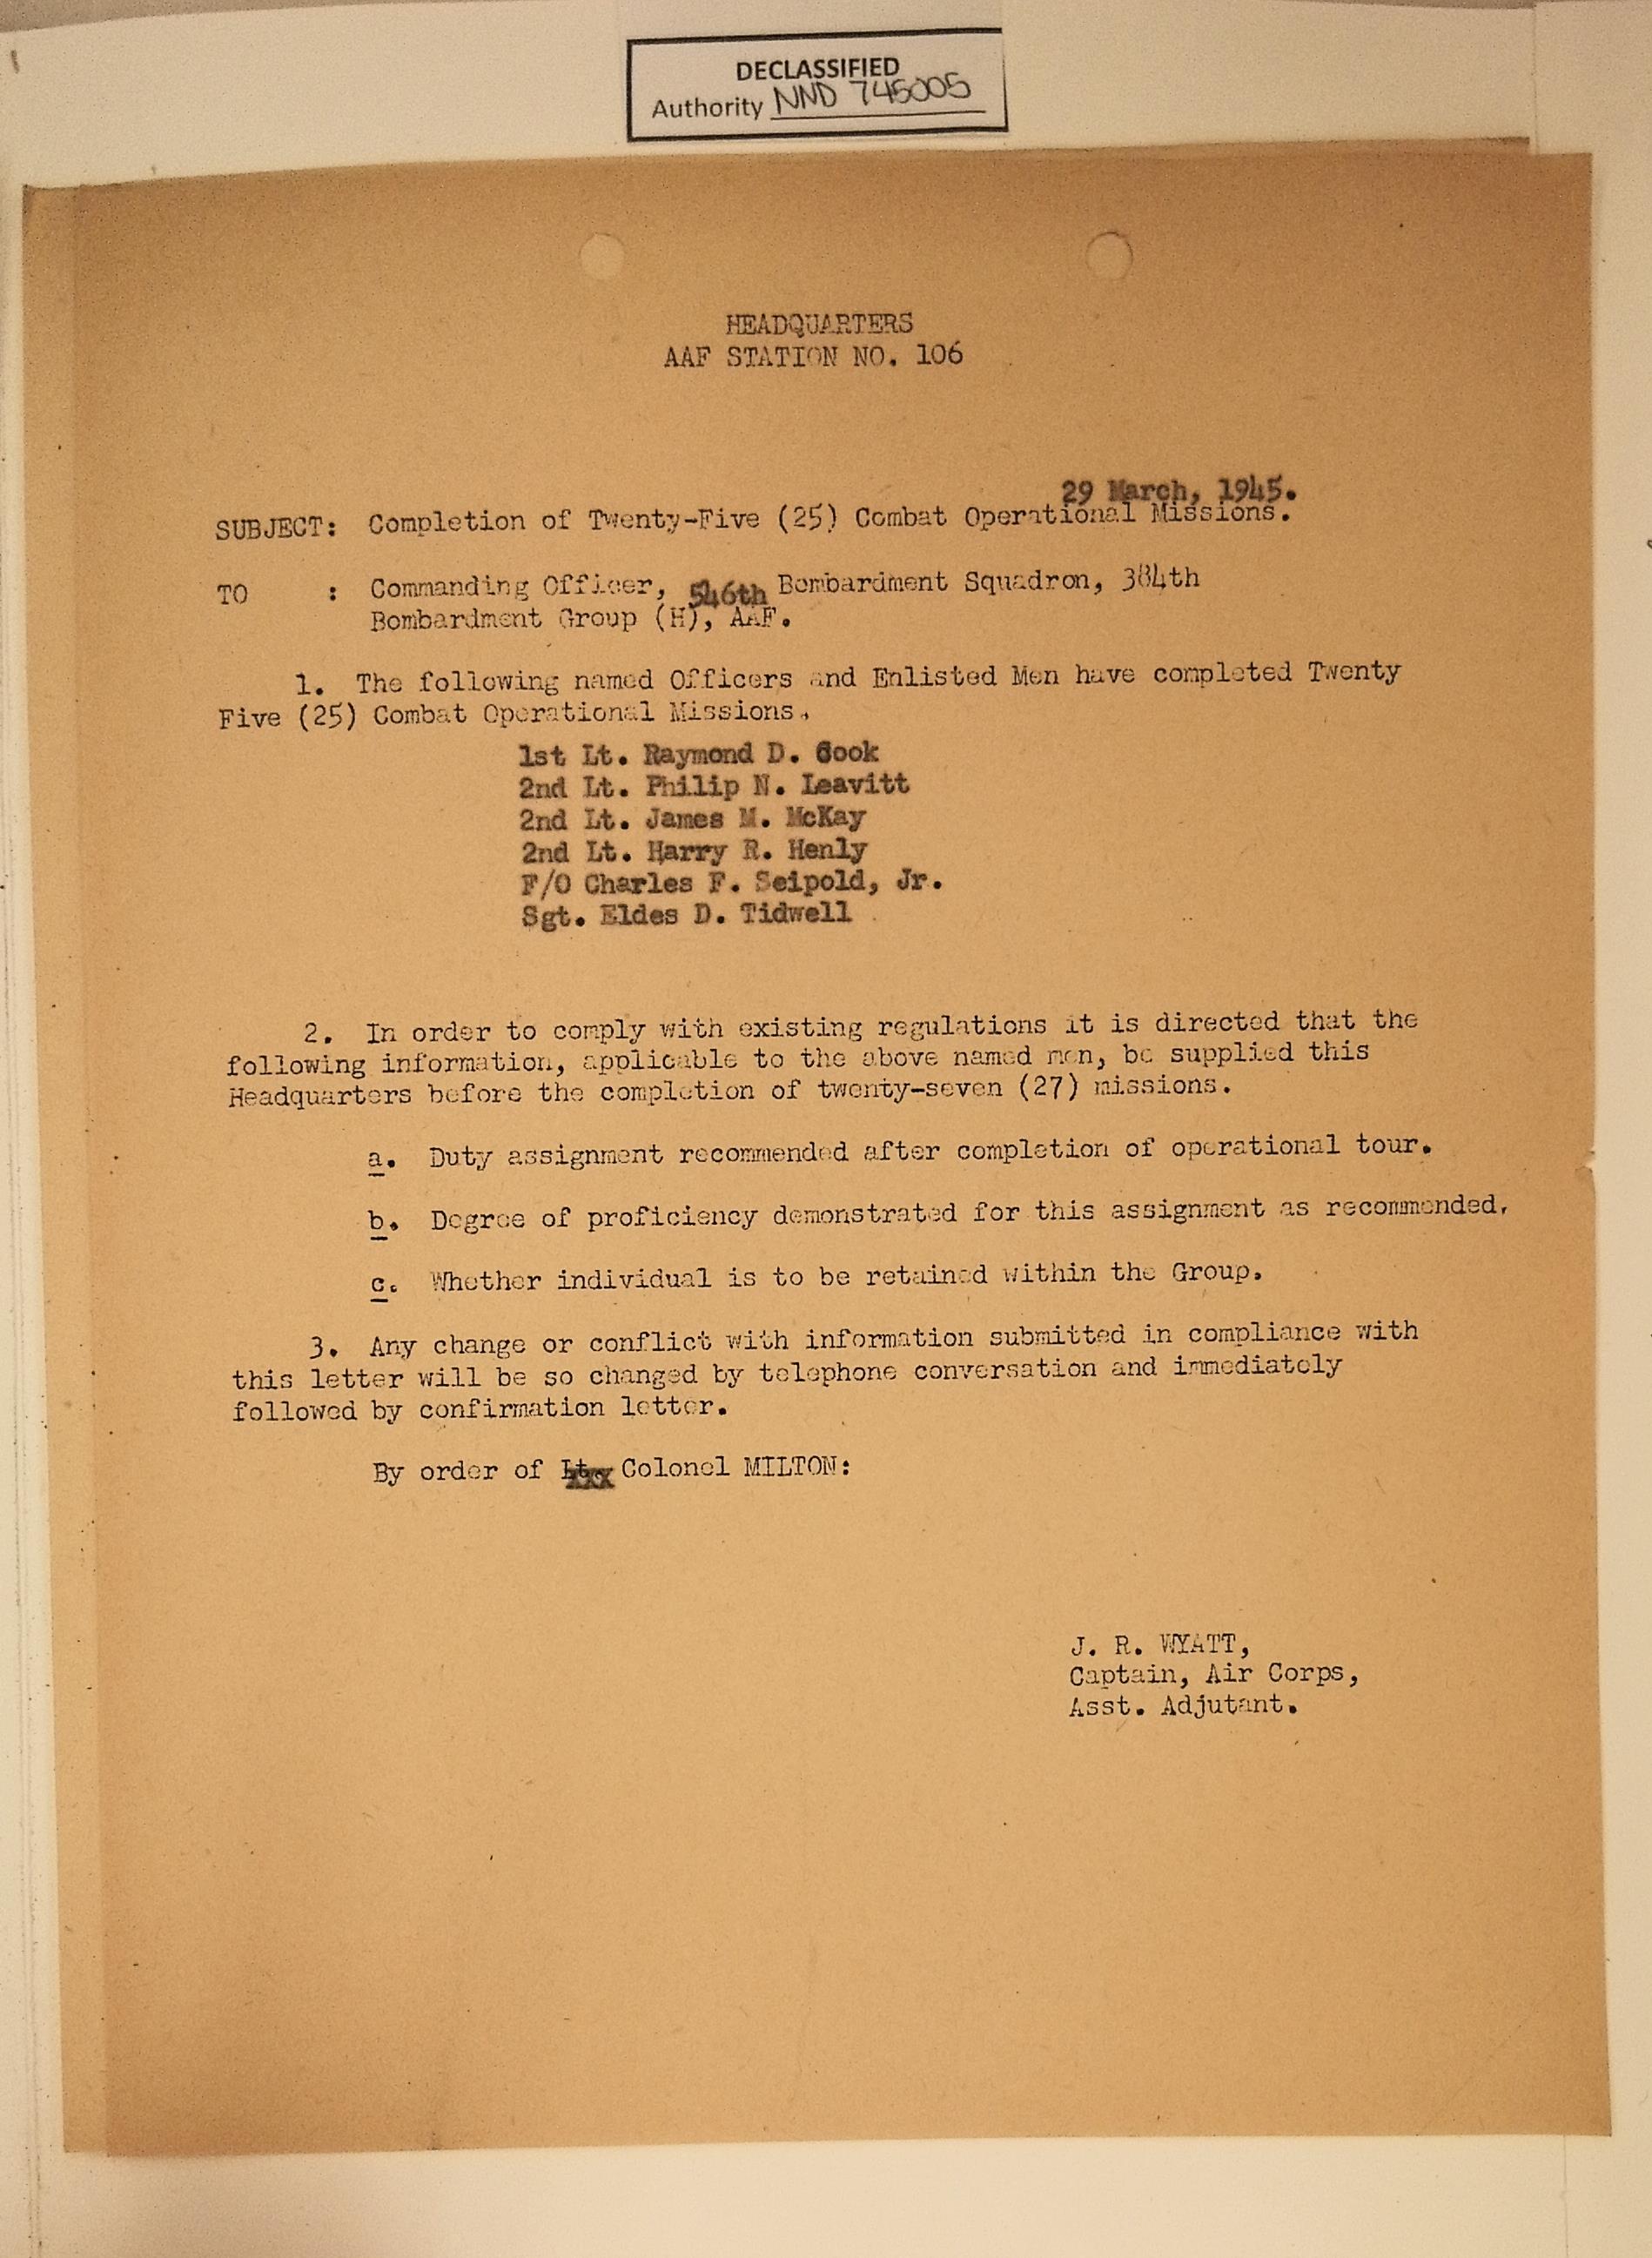 DECLASSIFIED
Authority NND 745005
HEADQUARTERS
AAF STATION NO. 106
29 March, 1945.
SUBJECT: Completion of Twenty-Five (25) Combat Operational Missions.
TO : Commanding Officer, 546th Bombardment Squadron, 384th
Bombardment Group (H), AAF.
1. The following named Officers and Enlisted Men have completed Twenty
Five (25) Combat Operational Missions.
1st Lt. Raymond D. Cook
2nd Lt. Philip N. Leavitt
2nd Lt. James M. McKay
2nd Lt. Harry R. Henly
F/O Charles F. Seipold, Jr.
Sgt. Eldes D. Tidwell
2. In order to comply with existing regulations it is directed that the
following information, applicable to the above named men, be supplied this
Headquarters before the completion of twenty-seven (27) missions.
a. Duty assignment recommended after completion of operational tour.
b. Degree of proficiency demonstrated for this assignment as recommended.
c. Whether individual is to be retained within the Group.
3. Any change or conflict with information submitted in compliance with
this letter will be so changed by telephone conversation and immediately
followed by confirmation letter.
By order of Lt. Colonel MILTON:
J. R. WYATT,
Captain, Air Corps,
Asst. Adjutant.